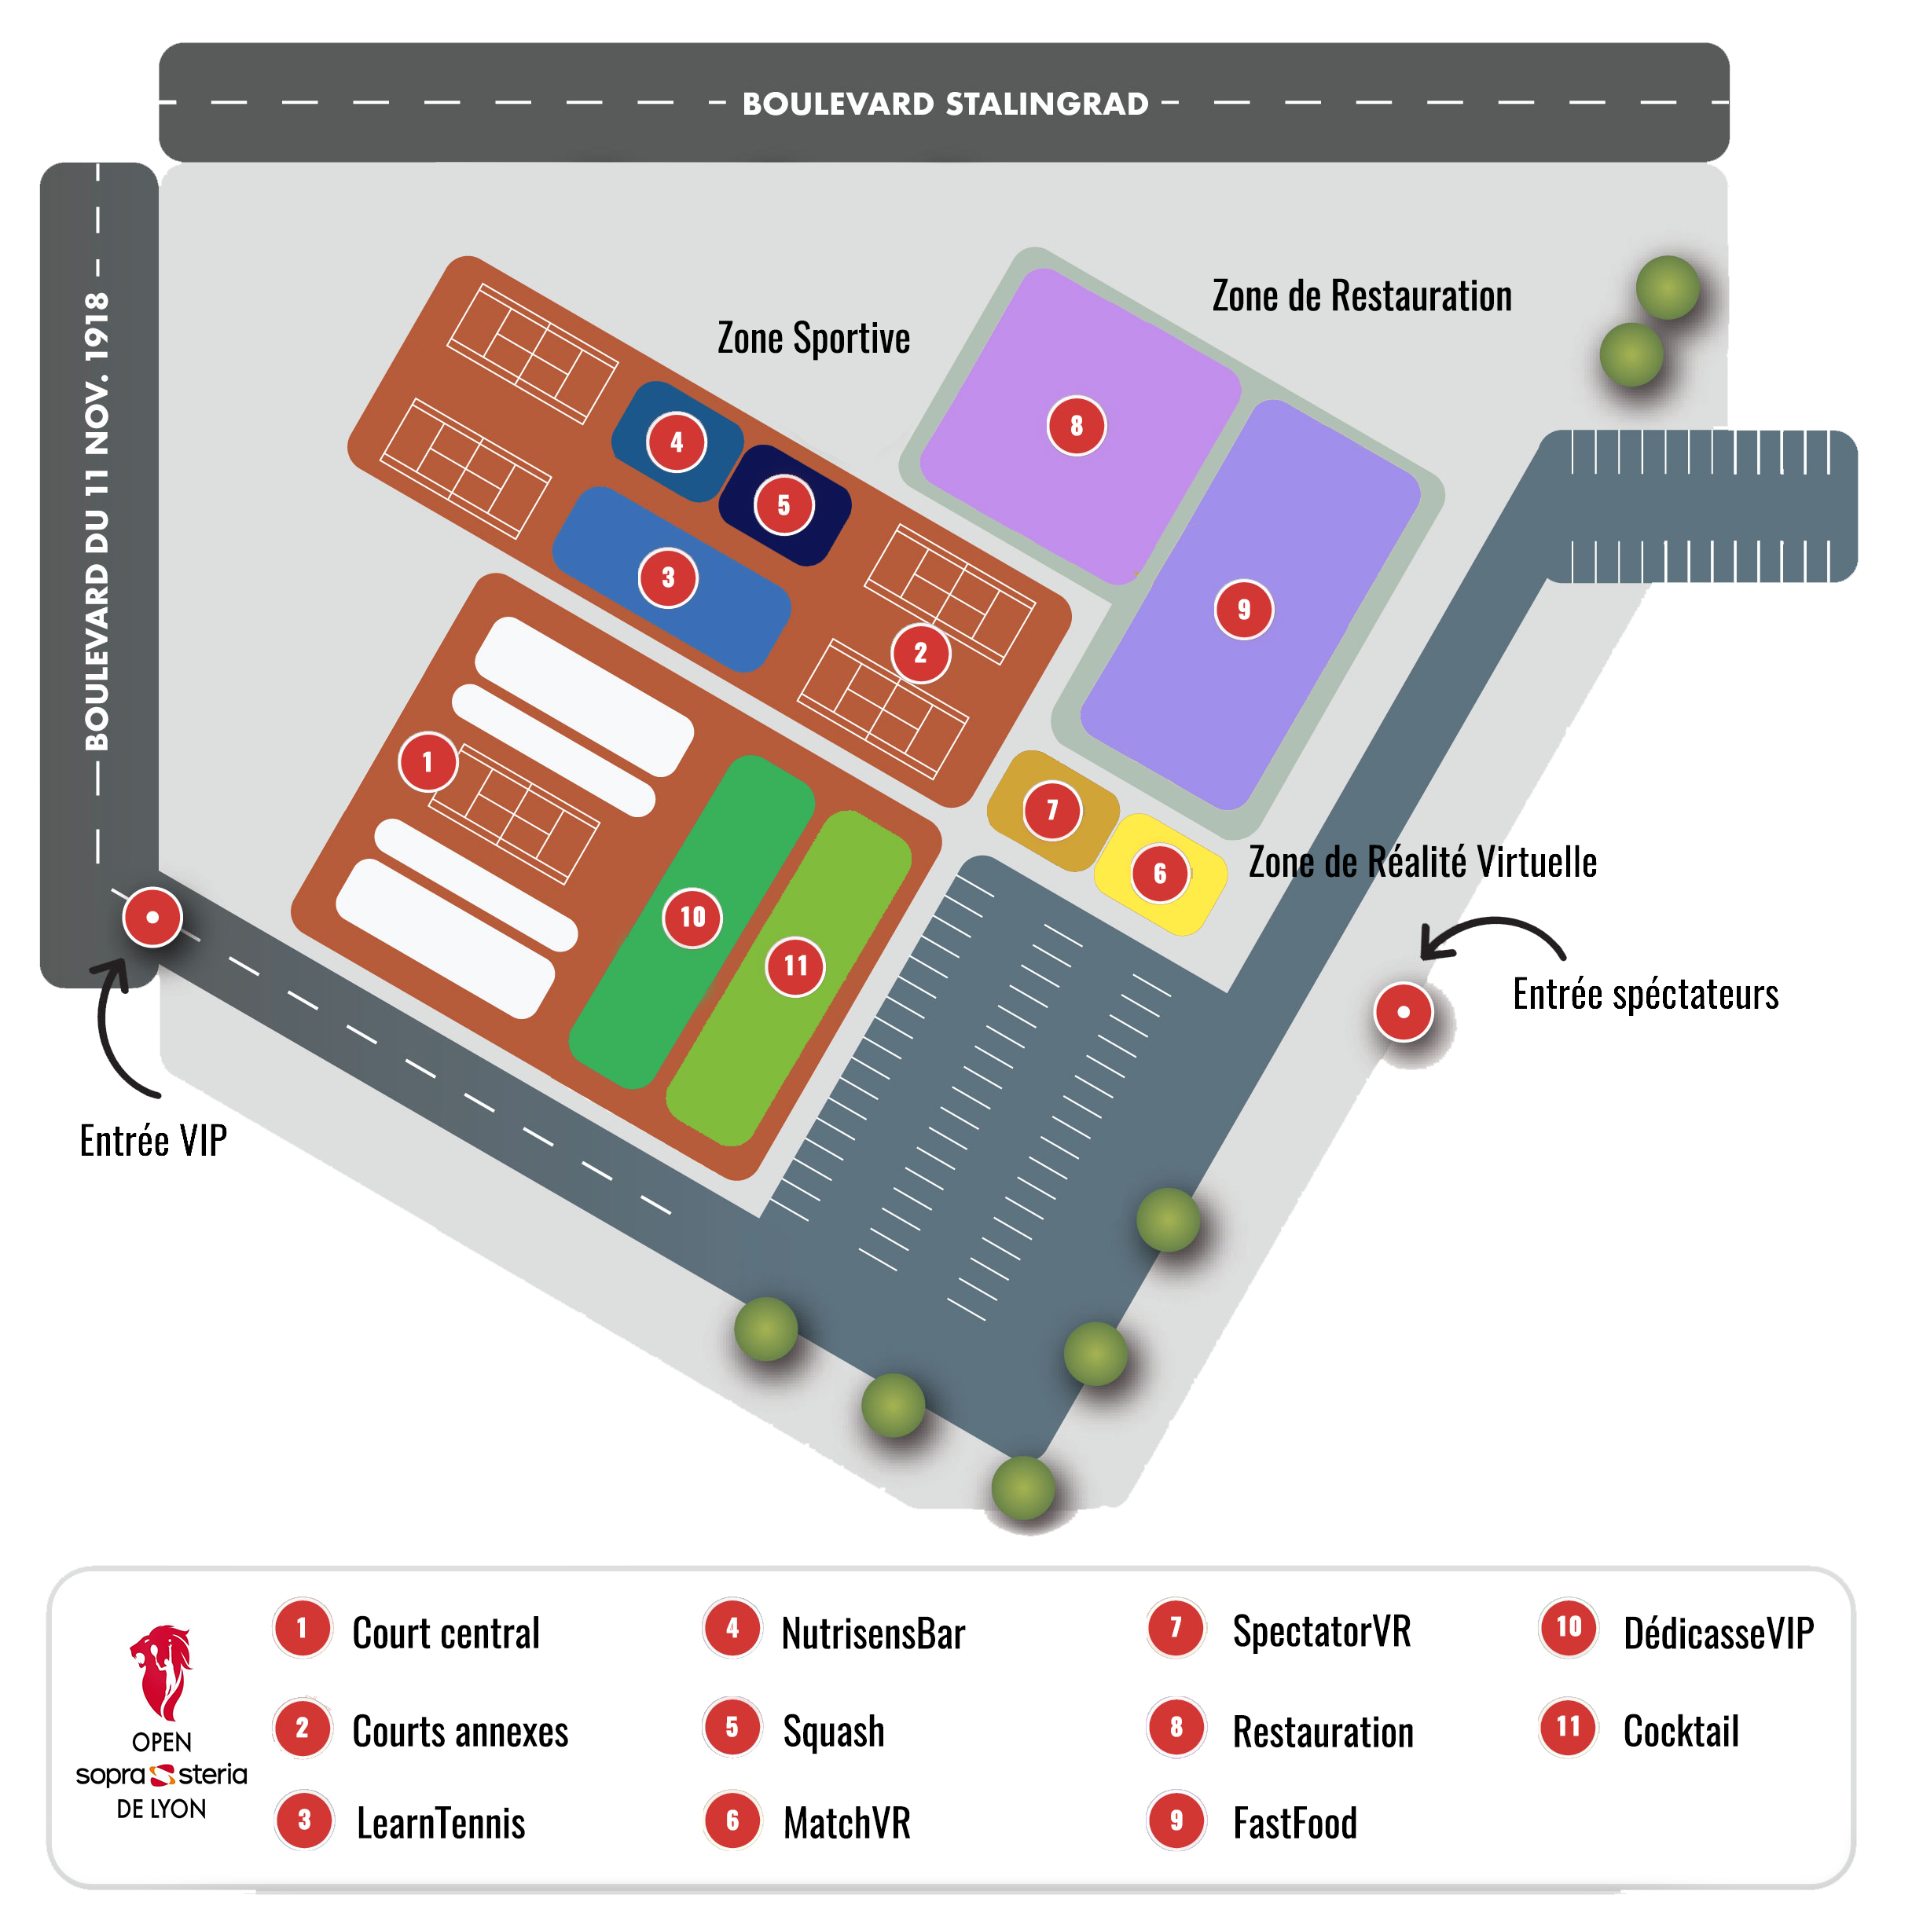 BOULEVARD STALINGRAD
BOULEVARD DU 11 NOV. 1918
Zone de Restauration
Zone Sportive
4
8
5
3
9
2
1
7
Zone de Réalité Virtuelle
6
10
11
Entrée spéctateurs
Entrée VIP
1 Court central
2 Courts annexes
3 LearnTennis
4 NutrisensBar
5 Squash
6 MatchVR
7 SpectatorVR
8 Restauration
9 FastFood
10 DédicasseVIP
11 Cocktail
OPEN
sopra steria
DE LYON